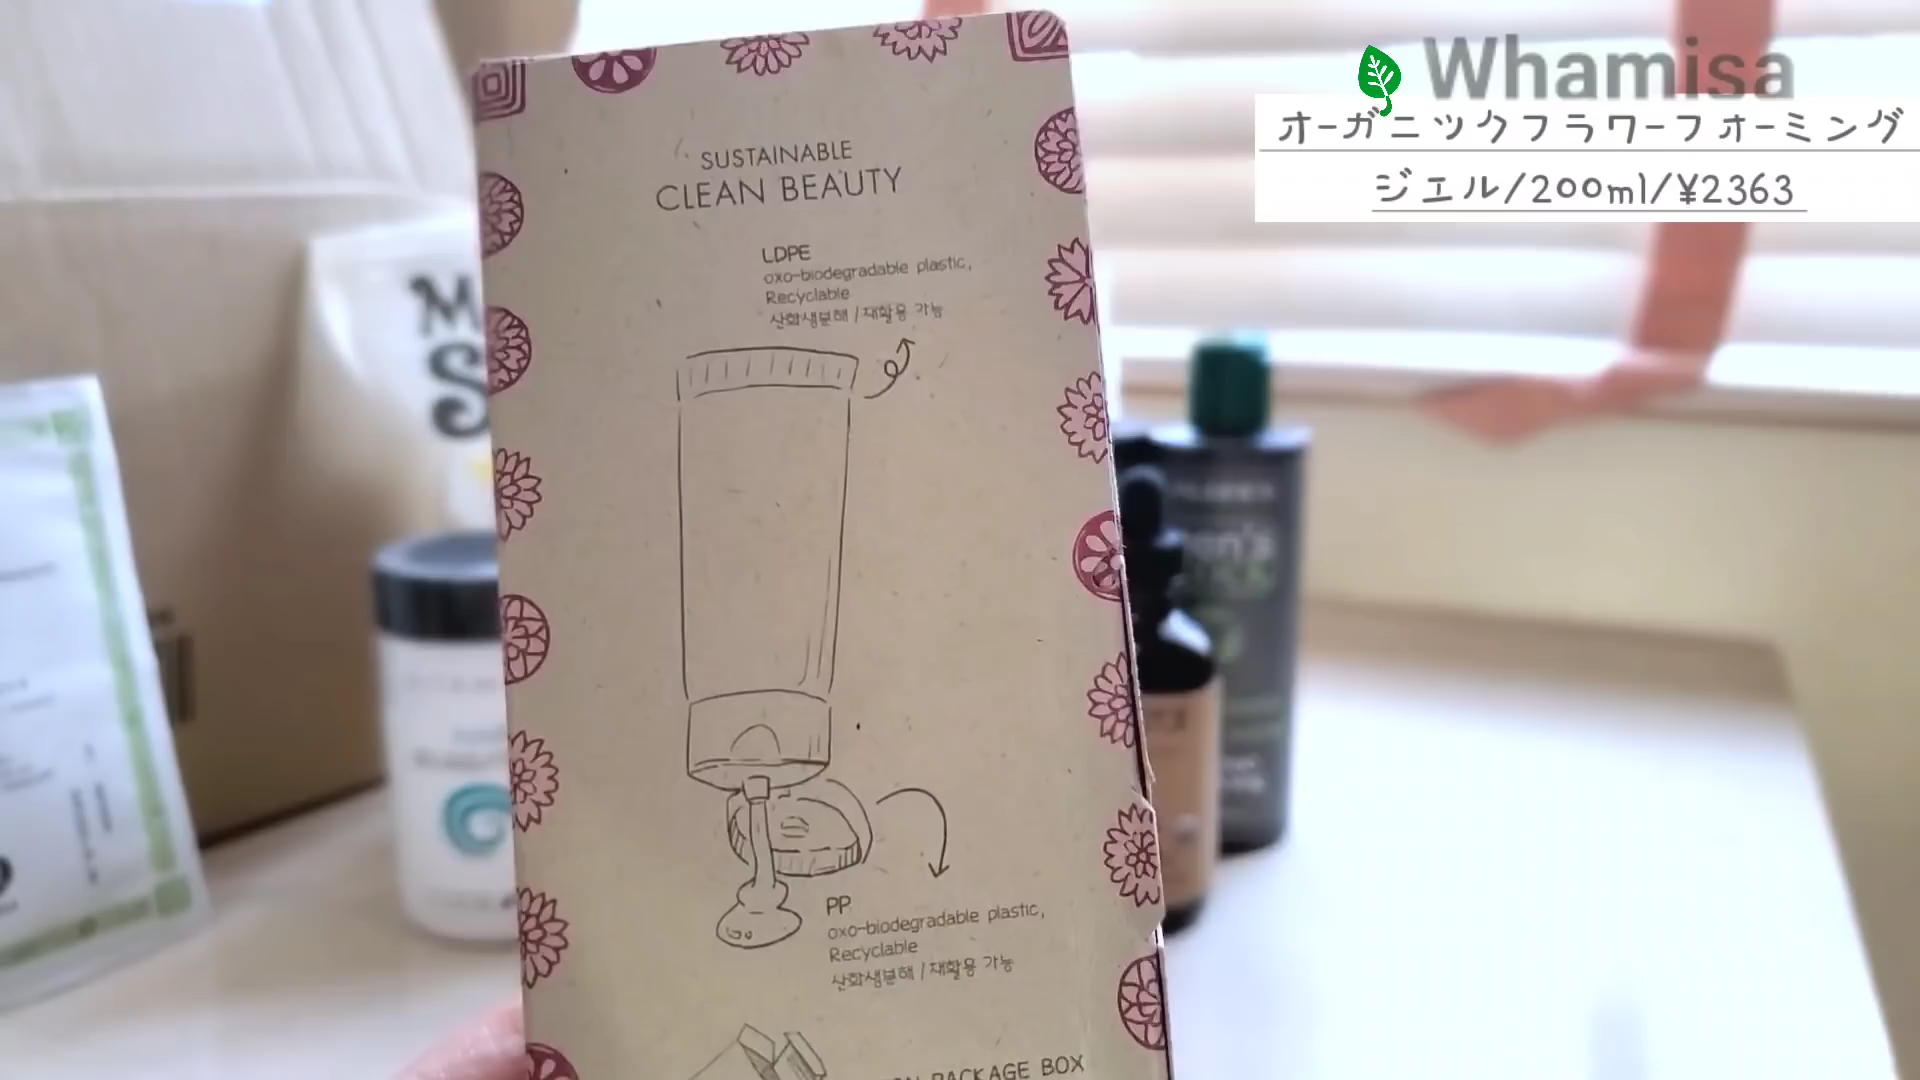 Whamisa
オーガニックフラワーフォーミング
ジェル/200ml/¥2363
SUSTAINABLE
CLEAN BEAUTY
LDPE
oxo-biodegradable plastic,
Recyclable
산화생분해 / 재활용 가능
PP
oxo-biodegradable plastic,
Recyclable
산화생분해 / 재활용 가능
PACKAGE BOX
M
S